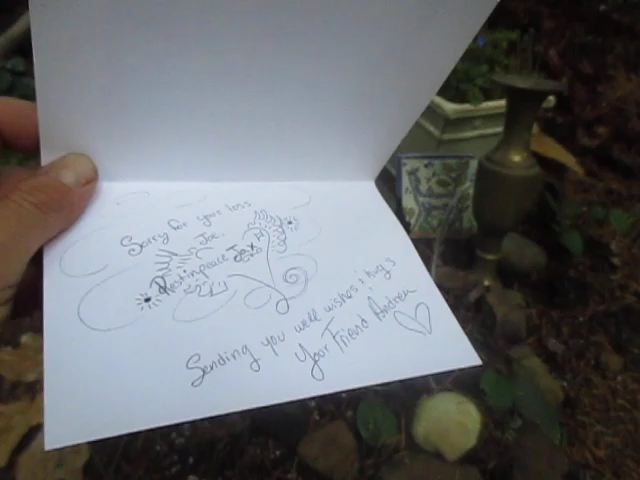 Sorry for your loss
Joe.
Rest in peace Jax
Sending you well wishes & hugs
Your Friend Andrea